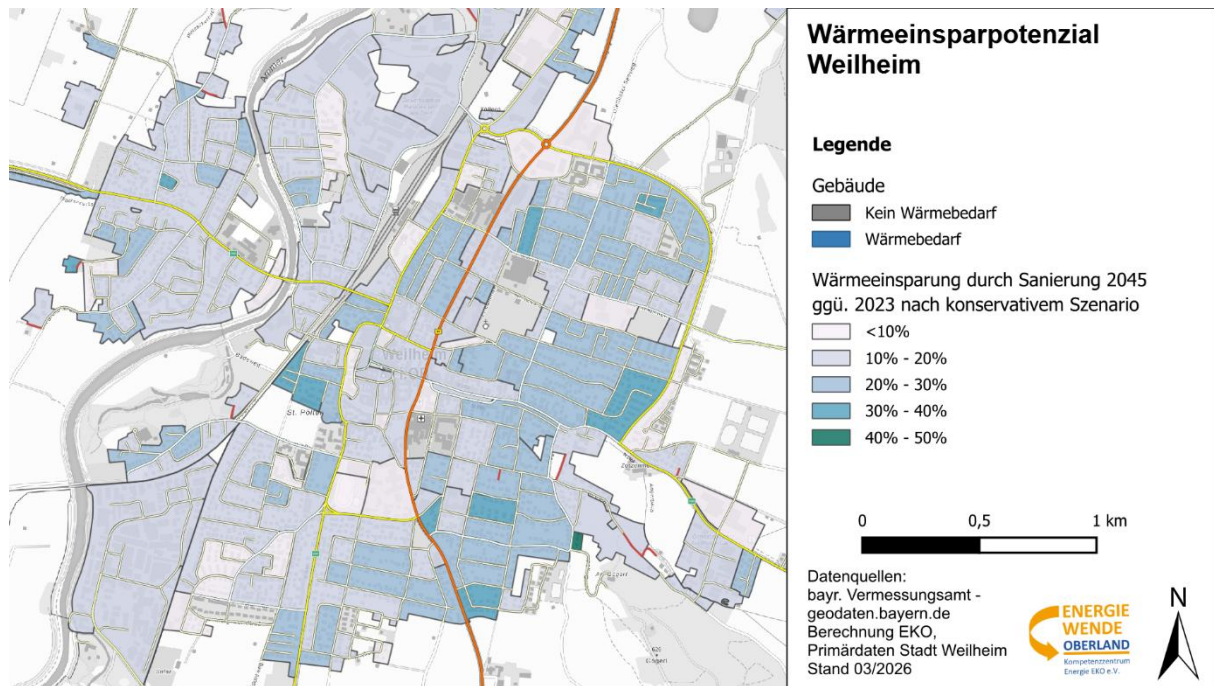 Wärmeeinsparpotenzial
Weilheim
Legende
Gebäude
Kein Wärmebedarf
Wärmebedarf
Wärmeeinsparung durch Sanierung 2045
ggü. 2023 nach konservativem Szenario
<10%
10% - 20%
20% - 30%
30% - 40%
40% - 50%
0
0,5
1 km
Datenquellen:
bayr. Vermessungsamt -
geodaten.bayern.de
Berechnung EKO,
Primärdaten Stadt Weilheim
Stand 03/2026
ENERGIE
WENDE
OBERLAND
Kompetenzzentrum
Energie EKO e.V.
N
Ammer
Weilheim
St. Pölten